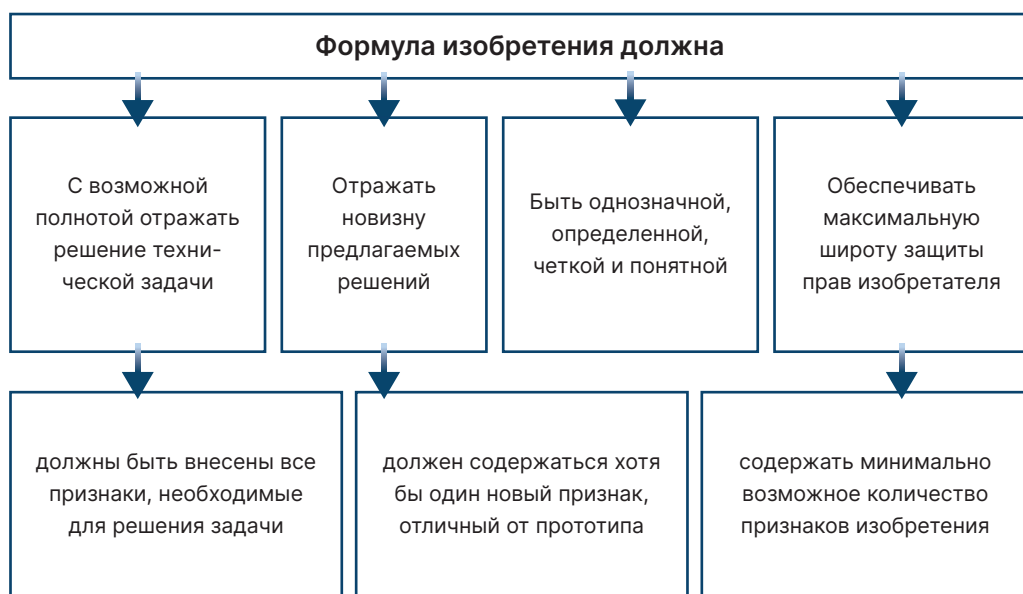 Формула изобретения должна
С возможной
полнотой отражать
решение техни-
ческой задачи
Отражать
новизну
предлагаемых
решений
Быть однозначной,
определенной,
четкой и понятной
Обеспечивать
максимальную
широту защиты
прав изобретателя
должны быть внесены все
признаки, необходимые
для решения задачи
должен содержаться хотя
бы один новый признак,
отличный от прототипа
содержать минимально
возможное количество
признаков изобретения